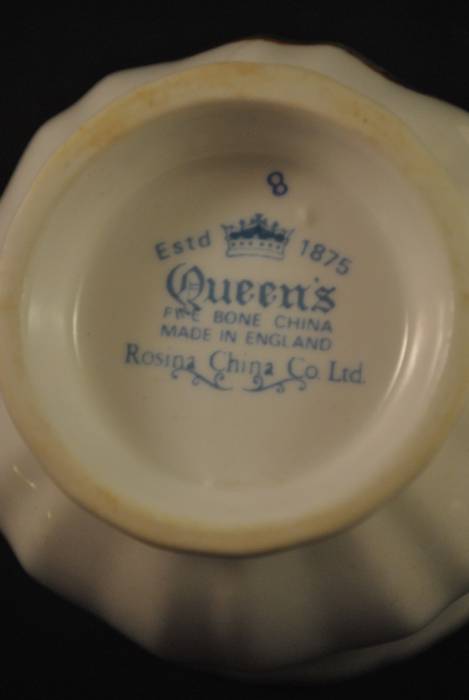 8
Estd 1875
Queen's
FINE BONE CHINA
MADE IN ENGLAND
Rosina China Co. Ltd.